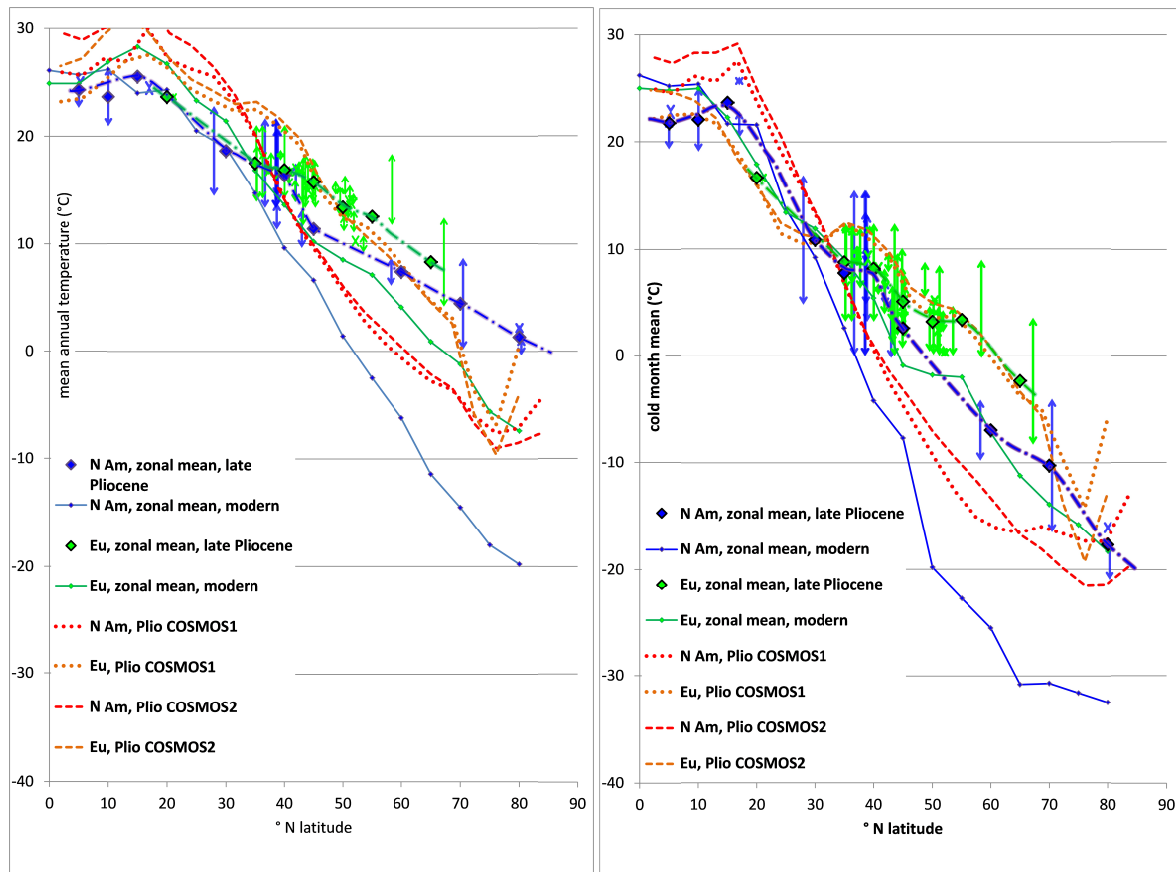 30
20
10
0
-10
-20
-30
-40
mean annual temperature (°C)
N Am, zonal mean, late
Pliocene
N Am, zonal mean, modern
Eu, zonal mean, late Pliocene
Eu, zonal mean, modern
N Am, Plio COSMOS1
Eu, Plio COSMOS1
N Am, Plio COSMOS2
Eu, Plio COSMOS2
0 10 20 30 40 50 60 70 80 90
° N latitude
30
20
10
0
-10
-20
-30
-40
cold month mean (°C)
N Am, zonal mean, late Pliocene
N Am, zonal mean, modern
Eu, zonal mean, late Pliocene
Eu, zonal mean, modern
N Am, Plio COSMOS1
Eu, Plio COSMOS1
N Am, Plio COSMOS2
Eu, Plio COSMOS2
0 10 20 30 40 50 60 70 80 90
° N latitude